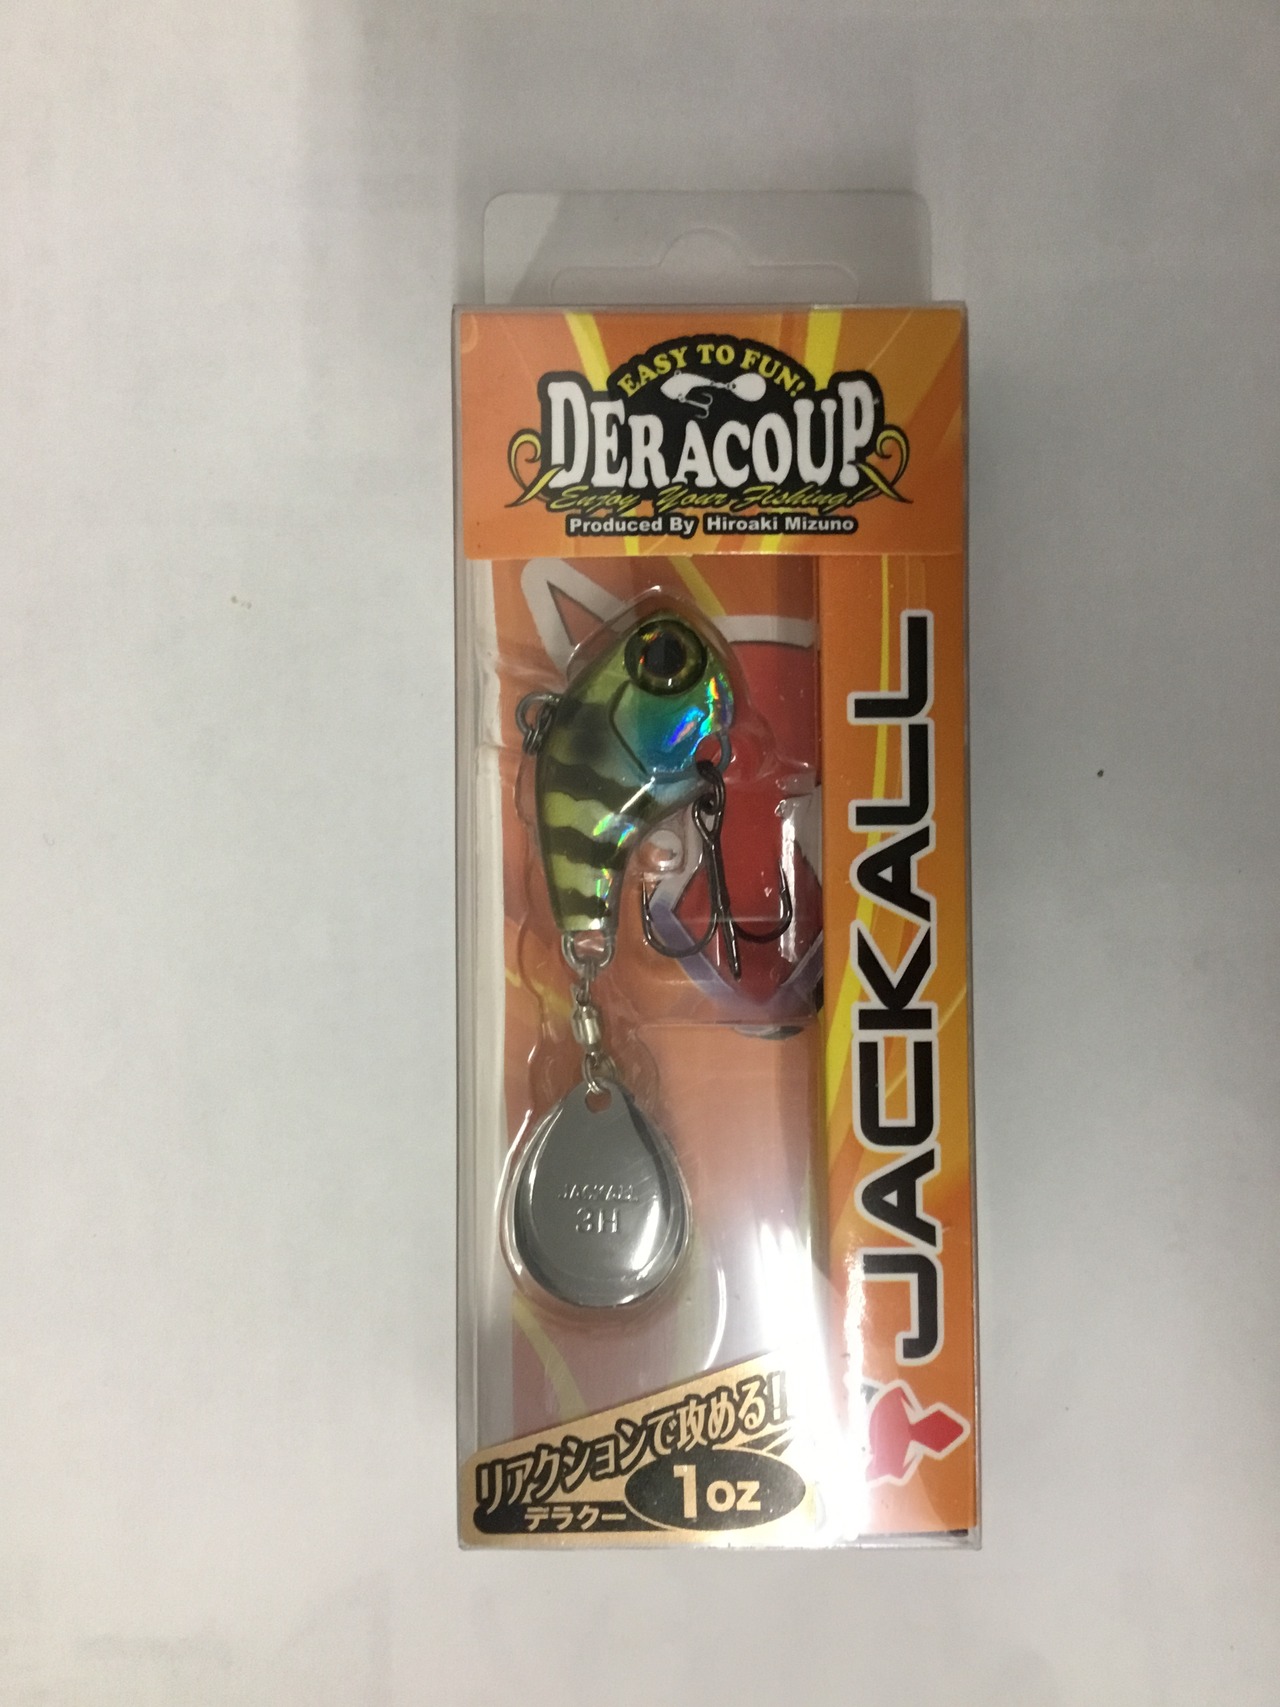 EASY TO FUN!
DERACOUP
Enjoy Your Fishing!
Produced By Hiroaki Mizuno
JACKALL
JACKALL
3H
リアクションで攻める!!
デラクー
1oz